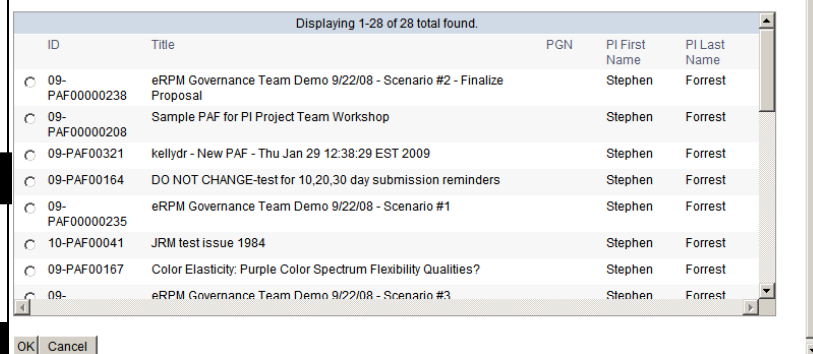 Displaying 1-28 of 28 total found.
ID Title PGN PI First PI Last
Name Name
09- eRPM Governance Team Demo 9/22/08 - Scenario #2 - Finalize Stephen Forrest
PAF00000238 Proposal
09- Sample PAF for PI Project Team Workshop Stephen Forrest
PAF00000208
09-PAF00321 kellydr - New PAF - Thu Jan 29 12:38:29 EST 2009 Stephen Forrest
09-PAF00164 DO NOT CHANGE-test for 10,20,30 day submission reminders Stephen Forrest
09- eRPM Governance Team Demo 9/22/08 - Scenario #1 Stephen Forrest
PAF00000235
10-PAF00041 JRM test issue 1984 Stephen Forrest
09-PAF00167 Color Elasticity: Purple Color Spectrum Flexibility Qualities? Stephen Forrest
09- eRPM Governance Team Demo 9/22/08 - Scenario #3 Stephen Forrest
OK Cancel